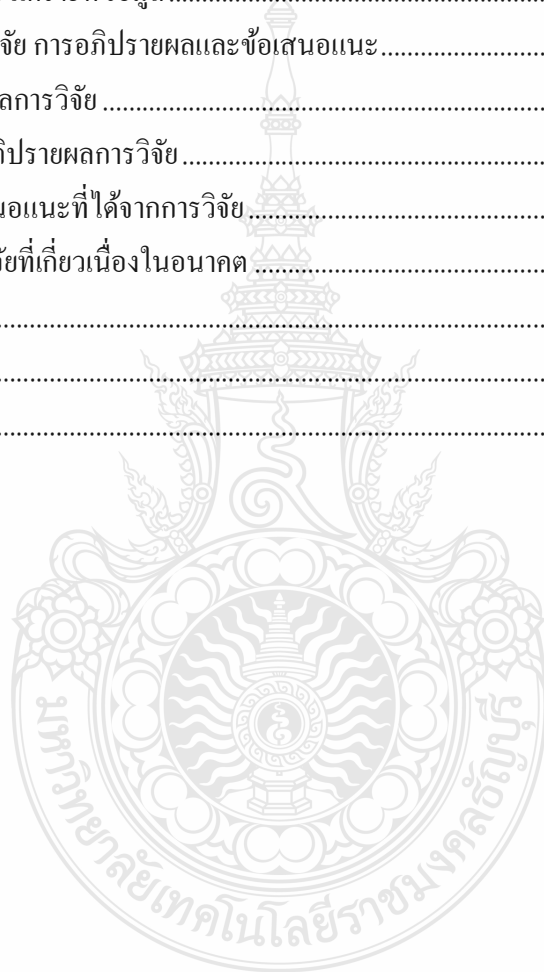 จัย การอภิปรายผลและข้อเสนอแนะ................................
ลการวิจัย................................
ภิปรายผลการวิจัย................................
นอแนะที่ได้จากการวิจัย................................
จัยที่เกี่ยวเนื่องในอนาคต................................
................................
................................
................................
มหาวิทยาลัยเทคโนโลยีราชมงคลธัญบุรี